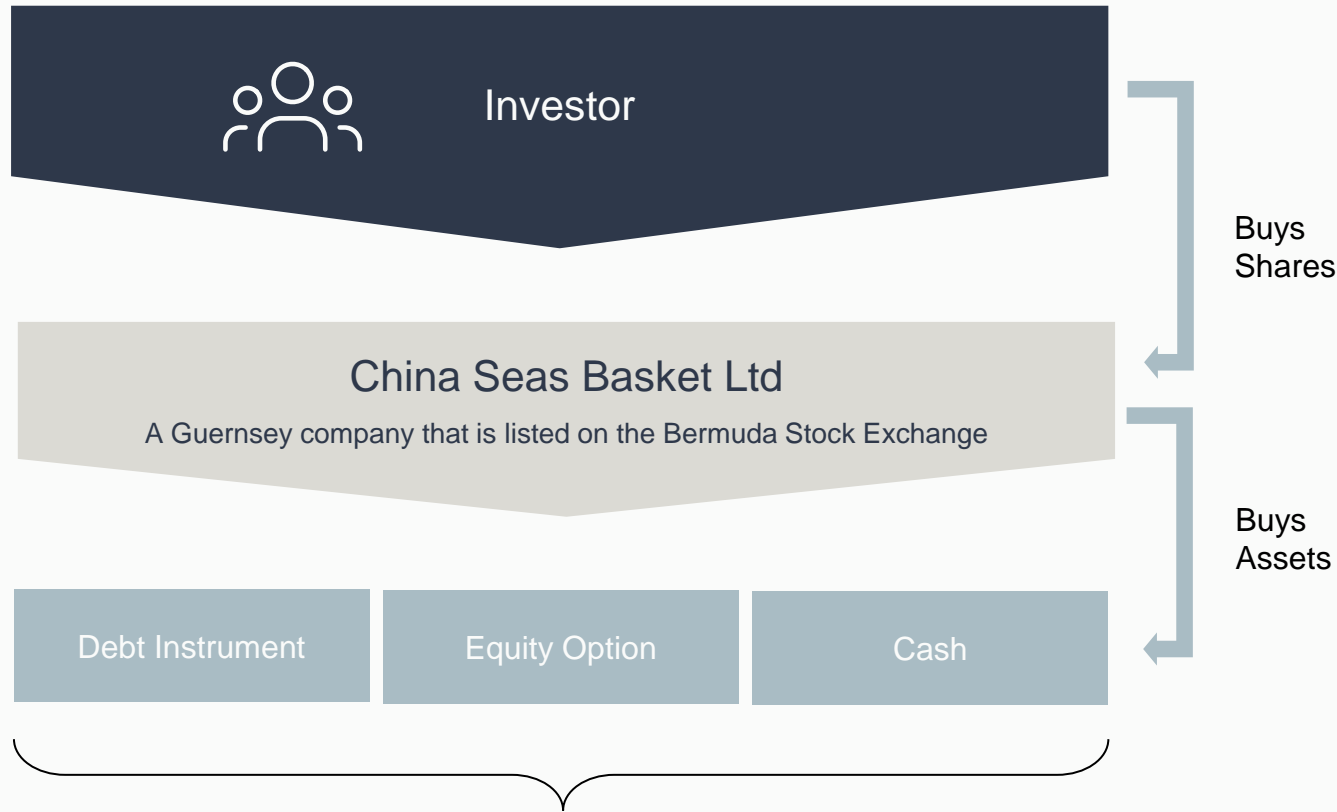 Investor
Buys
Shares
China Seas Basket Ltd
A Guernsey company that is listed on the Bermuda Stock Exchange
Buys
Assets
Debt Instrument
Equity Option
Cash